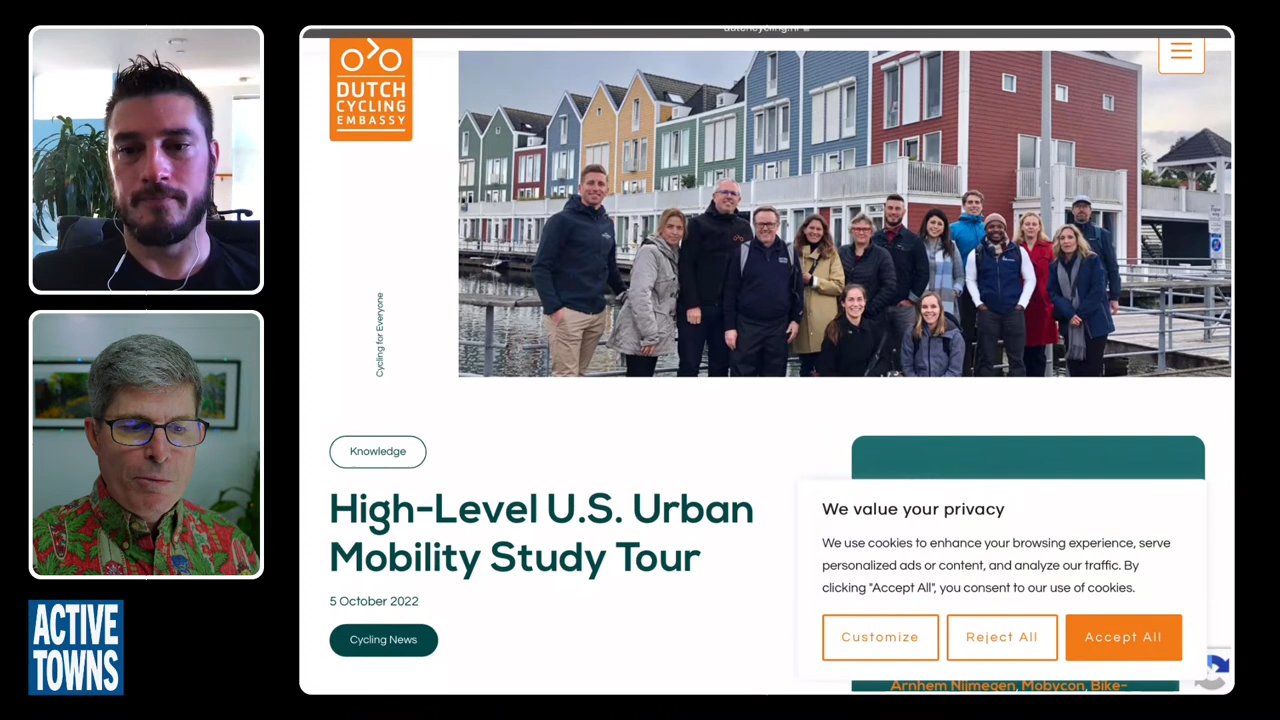 DUTCH
CYCLING
EMBASSY
Cycling for Everyone
Knowledge
High-Level U.S. Urban
Mobility Study Tour
5 October 2022
Cycling News
We value your privacy
We use cookies to enhance your browsing experience, serve
personalized ads or content, and analyze our traffic. By
clicking "Accept All", you consent to our use of cookies.
Customize
Reject All
Accept All
Arnhem Nijmegen, Mobycon, Bike-
ACTIVE
TOWNS